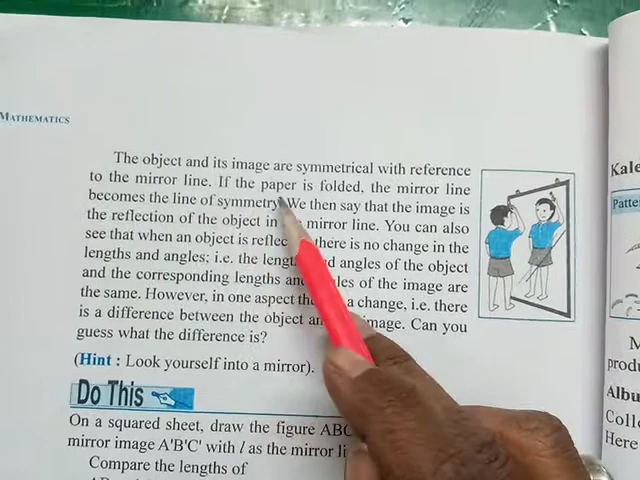 MATHEMATICS
The object and its image are symmetrical with reference
to the mirror line. If the paper is folded, the mirror line
becomes the line of symmetry. We then say that the image is
the reflection of the object in mirror line. You can also
see that when an object is reflec there is no change in the
lengths and angles; i.e. the leng angles of the object
and the corresponding lengths an les of the image are
the same. However, in one aspect the a change, i.e. there
is a difference between the object an image. Can you
guess what the difference is?
(Hint : Look yourself into a mirror).
Do This
On a squared sheet, draw the figure ABC
mirror image A'B'C' with l as the mirror li
Compare the lengths of
Kale
Patte
M
produ
Albu
Coll
Here